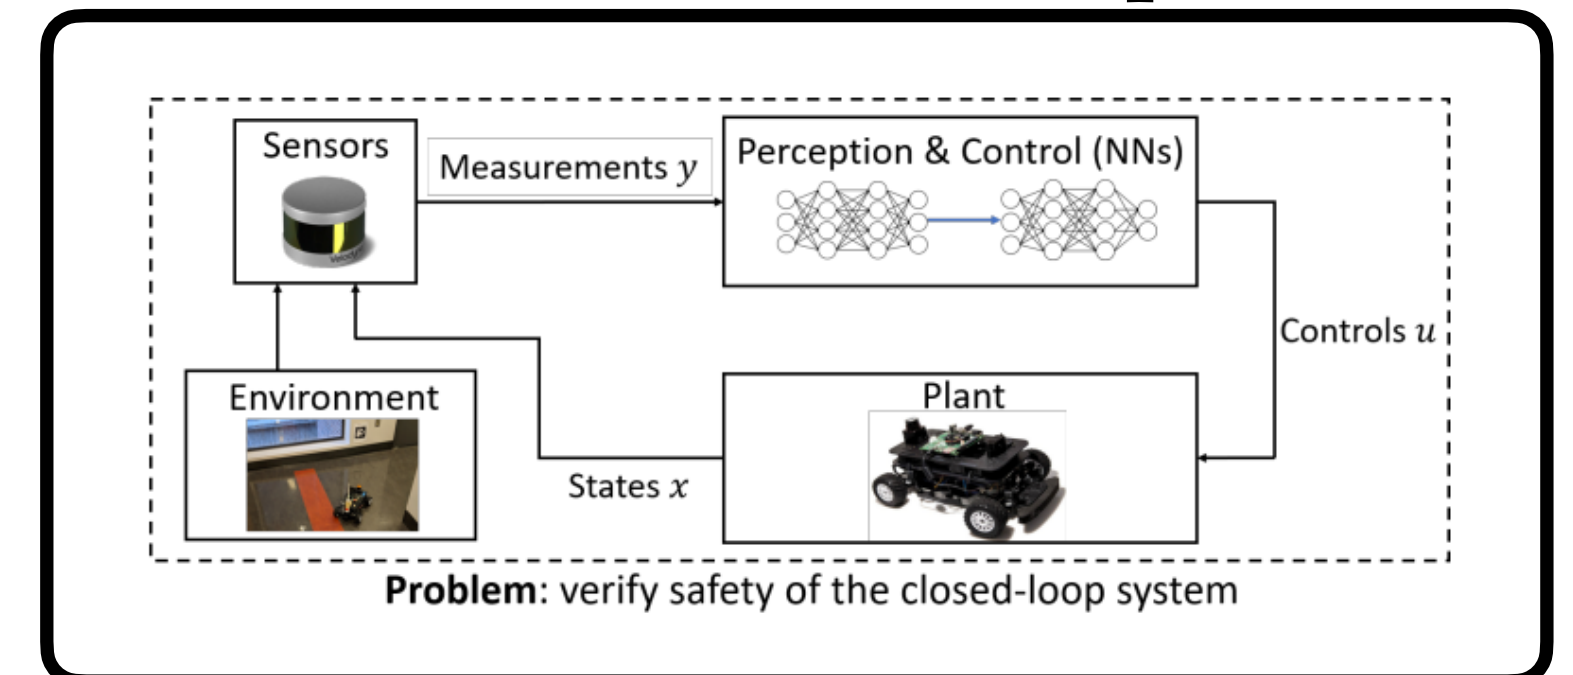 Sensors
Measurements y
Perception & Control (NNs)
Controls u
Environment
Plant
States x
Problem: verify safety of the closed-loop system